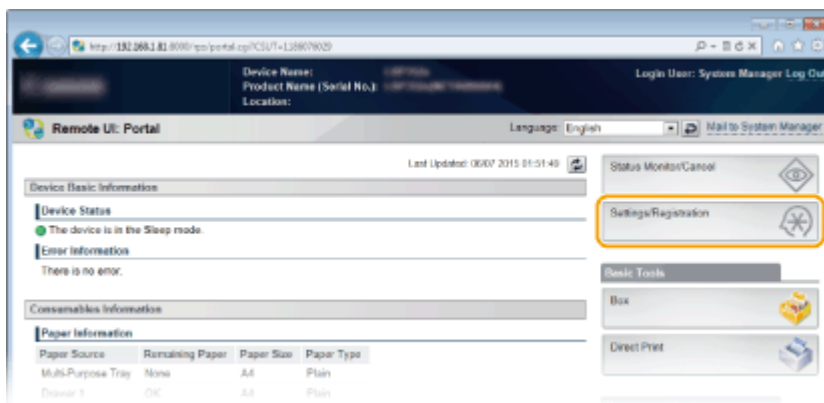 http://192.168.1.81:8000/rps/portal.cgi?CSUT=1189076029
Device Name:
Product Name (Serial No.):
Location:
Login User: System Manager Log Out
Remote UI: Portal
Language: English
Mail to System Manager
Last Updated: 06/07 2015 01:51:49
Device Basic Information
Device Status
The device is in the Sleep mode.
Error Information
There is no error.
Consumables Information
Paper Information
Paper Source Remaining Paper Paper Size Paper Type
Multi-Purpose Tray None A4 Plain
Drawer 1 OK A4 Plain
Status Monitor/Cancel
Settings/Registration
Basic Tools
Box
Direct Print